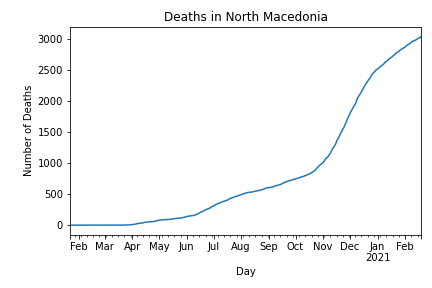 Deaths in North Macedonia
3000
2500
2000
1500
1000
500
0
Number of Deaths
Feb Mar Apr May Jun Jul Aug Sep Oct Nov Dec Jan Feb
2021
Day